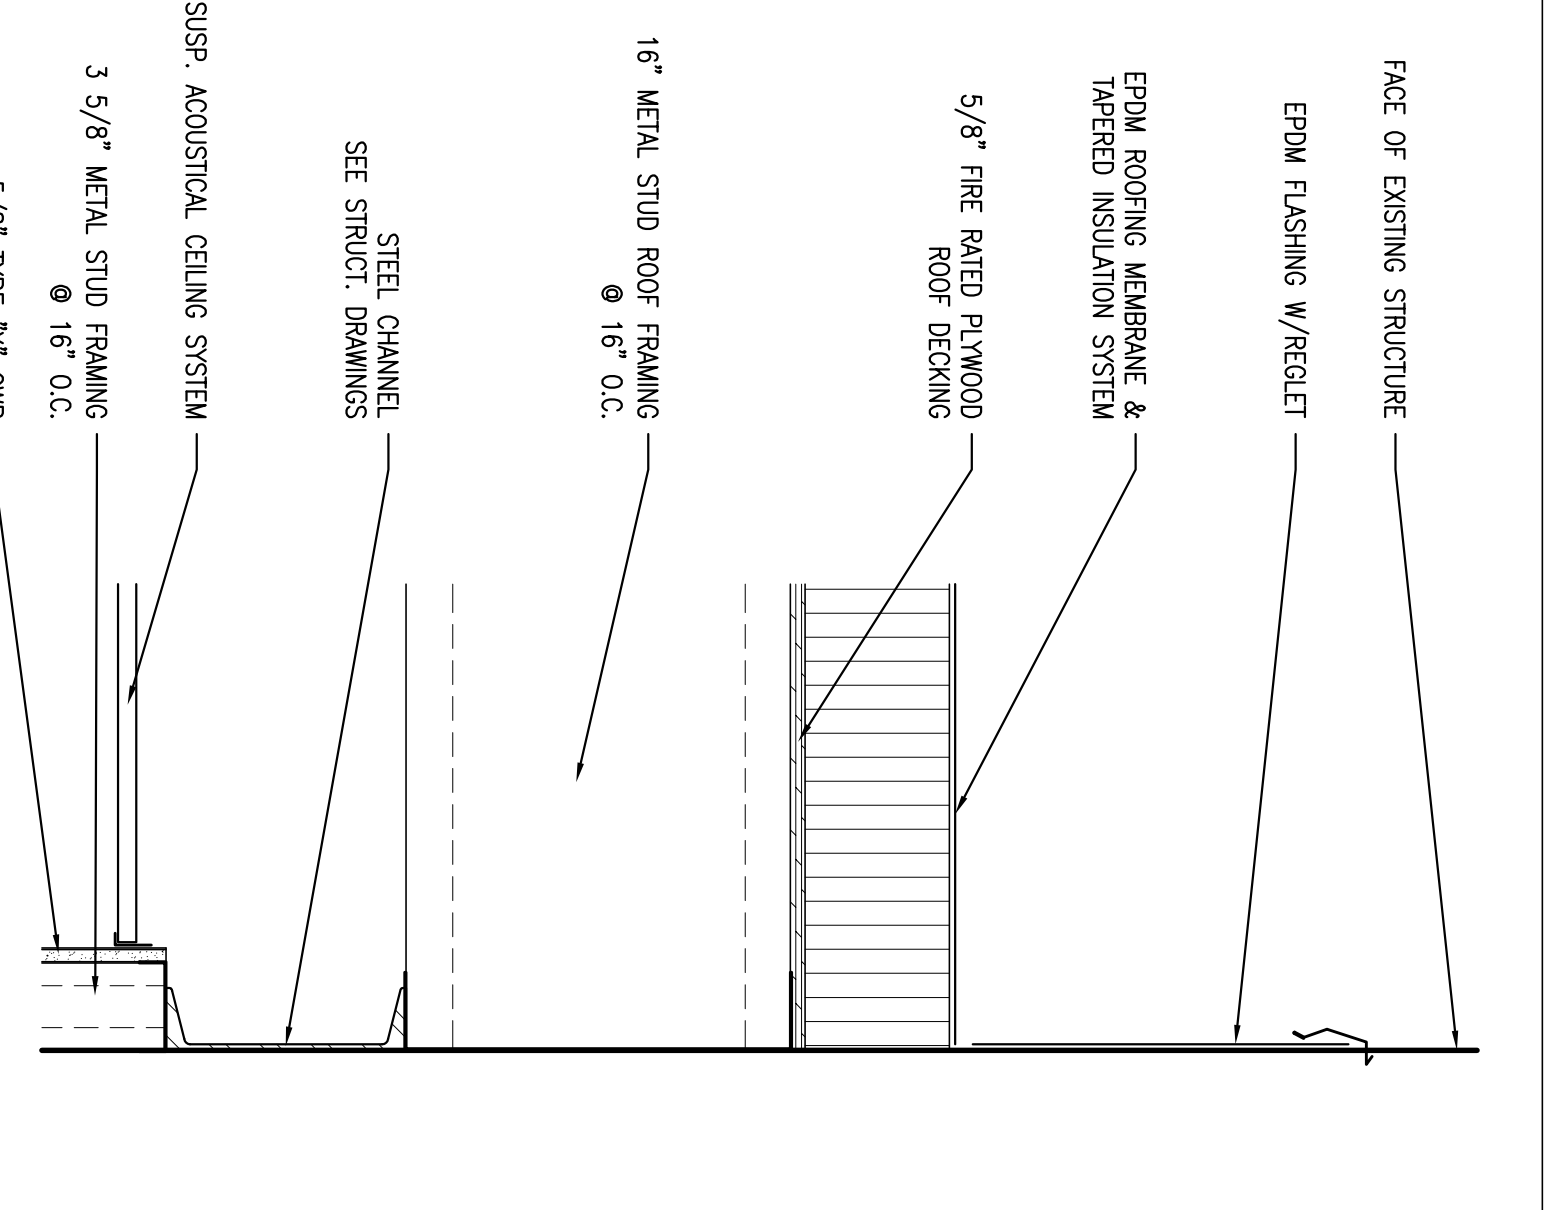 FACE OF EXISTING STRUCTURE
EPDM FLASHING W/REGLET
EPDM ROOFING MEMBRANE &
TAPERED INSULATION SYSTEM
5/8" FIRE RATED PLYWOOD
ROOF DECKING
16" METAL STUD ROOF FRAMING
@ 16" O.C.
STEEL CHANNEL
SEE STRUCT. DRAWINGS
SUSP. ACOUSTICAL CEILING SYSTEM
3 5/8" METAL STUD FRAMING
@ 16" O.C.